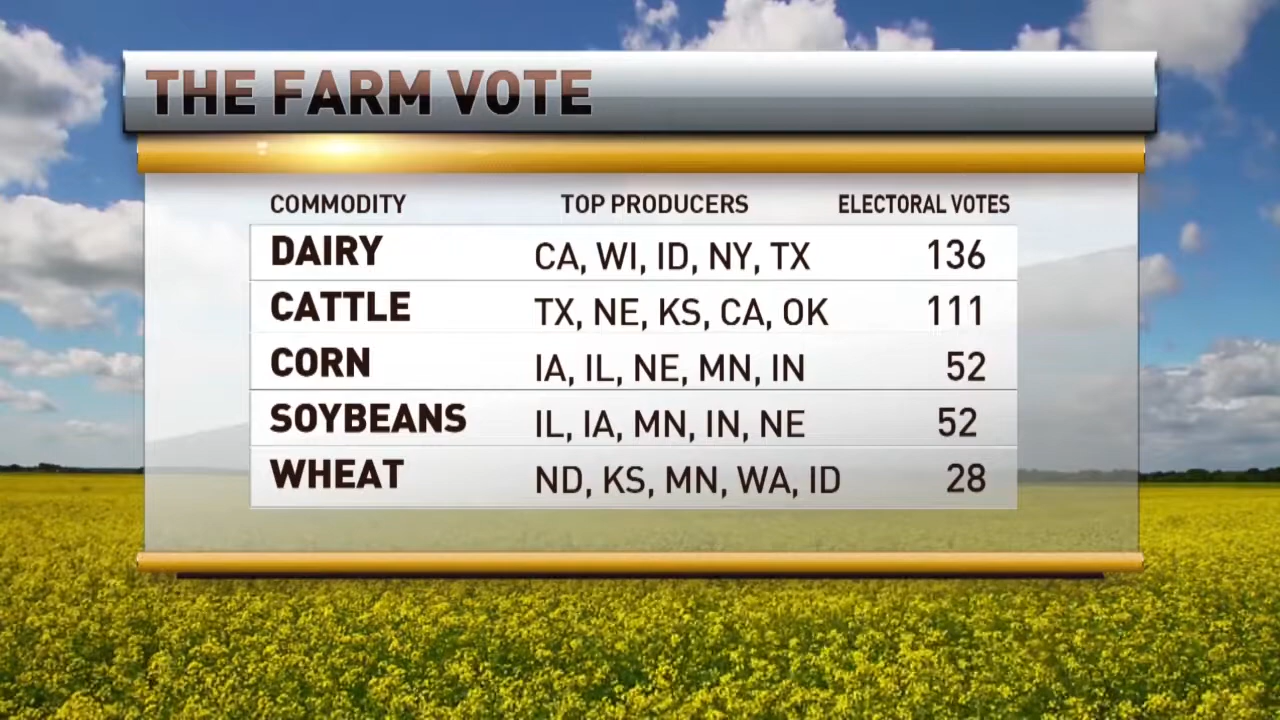 THE FARM VOTE
COMMODITY TOP PRODUCERS ELECTORAL VOTES
DAIRY CA, WI, ID, NY, TX 136
CATTLE TX, NE, KS, CA, OK 111
CORN IA, IL, NE, MN, IN 52
SOYBEANS IL, IA, MN, IN, NE 52
WHEAT ND, KS, MN, WA, ID 28